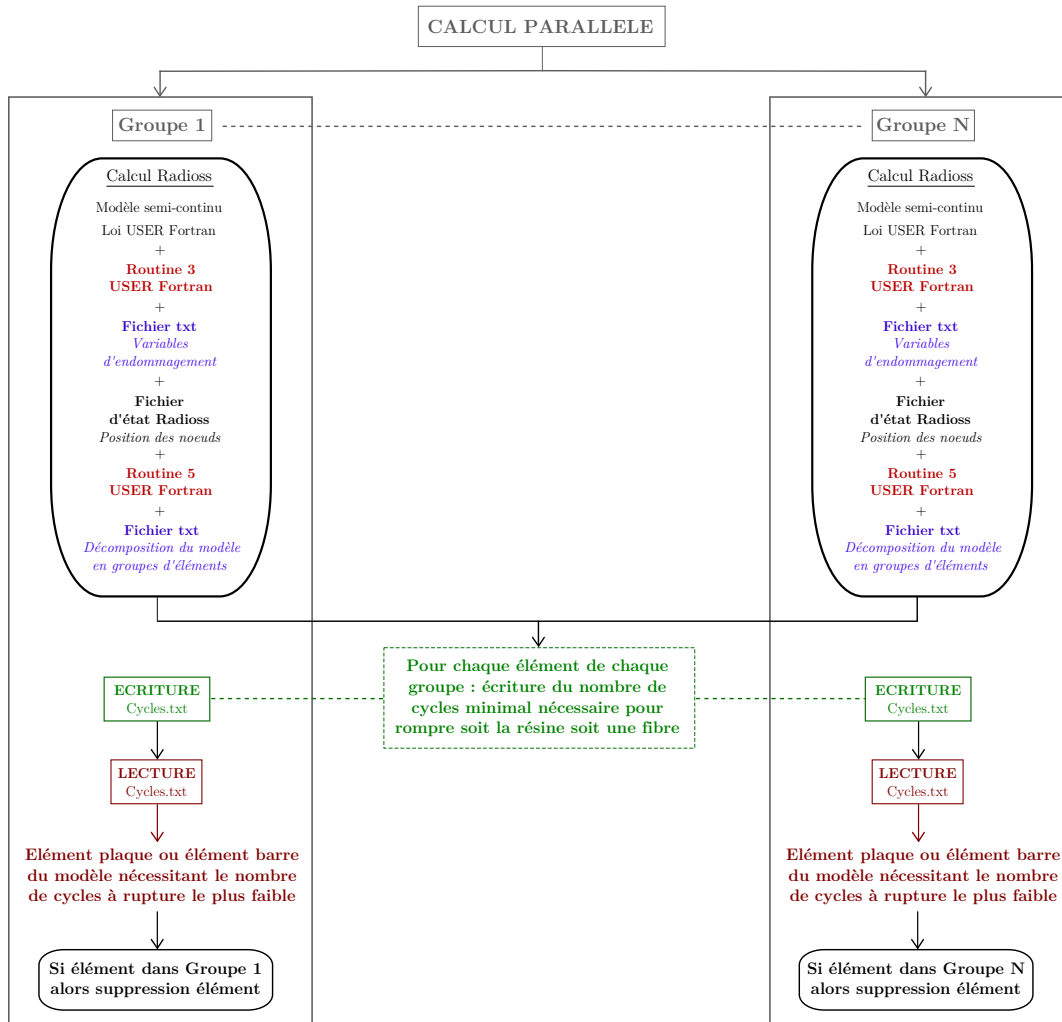 CALCUL PARALLELE
Groupe 1
Calcul Radioss
Modèle semi-continu
Loi USER Fortran
+
Routine 3
USER Fortran
+
Fichier txt
Variables
d'endommagement
+
Fichier
d'état Radioss
Position des noeuds
+
Routine 5
USER Fortran
+
Fichier txt
Décomposition du modèle
en groupes d'éléments
Groupe N
Calcul Radioss
Modèle semi-continu
Loi USER Fortran
+
Routine 3
USER Fortran
+
Fichier txt
Variables
d'endommagement
+
Fichier
d'état Radioss
Position des noeuds
+
Routine 5
USER Fortran
+
Fichier txt
Décomposition du modèle
en groupes d'éléments
Pour chaque élément de chaque
groupe : écriture du nombre de
cycles minimal nécessaire pour
rompre soit la résine soit une fibre
ECRITURE
Cycles.txt
LECTURE
Cycles.txt
Elément plaque ou élément barre
du modèle nécessitant le nombre
de cycles à rupture le plus faible
Si élément dans Groupe 1
alors suppression élément
ECRITURE
Cycles.txt
LECTURE
Cycles.txt
Elément plaque ou élément barre
du modèle nécessitant le nombre
de cycles à rupture le plus faible
Si élément dans Groupe N
alors suppression élément